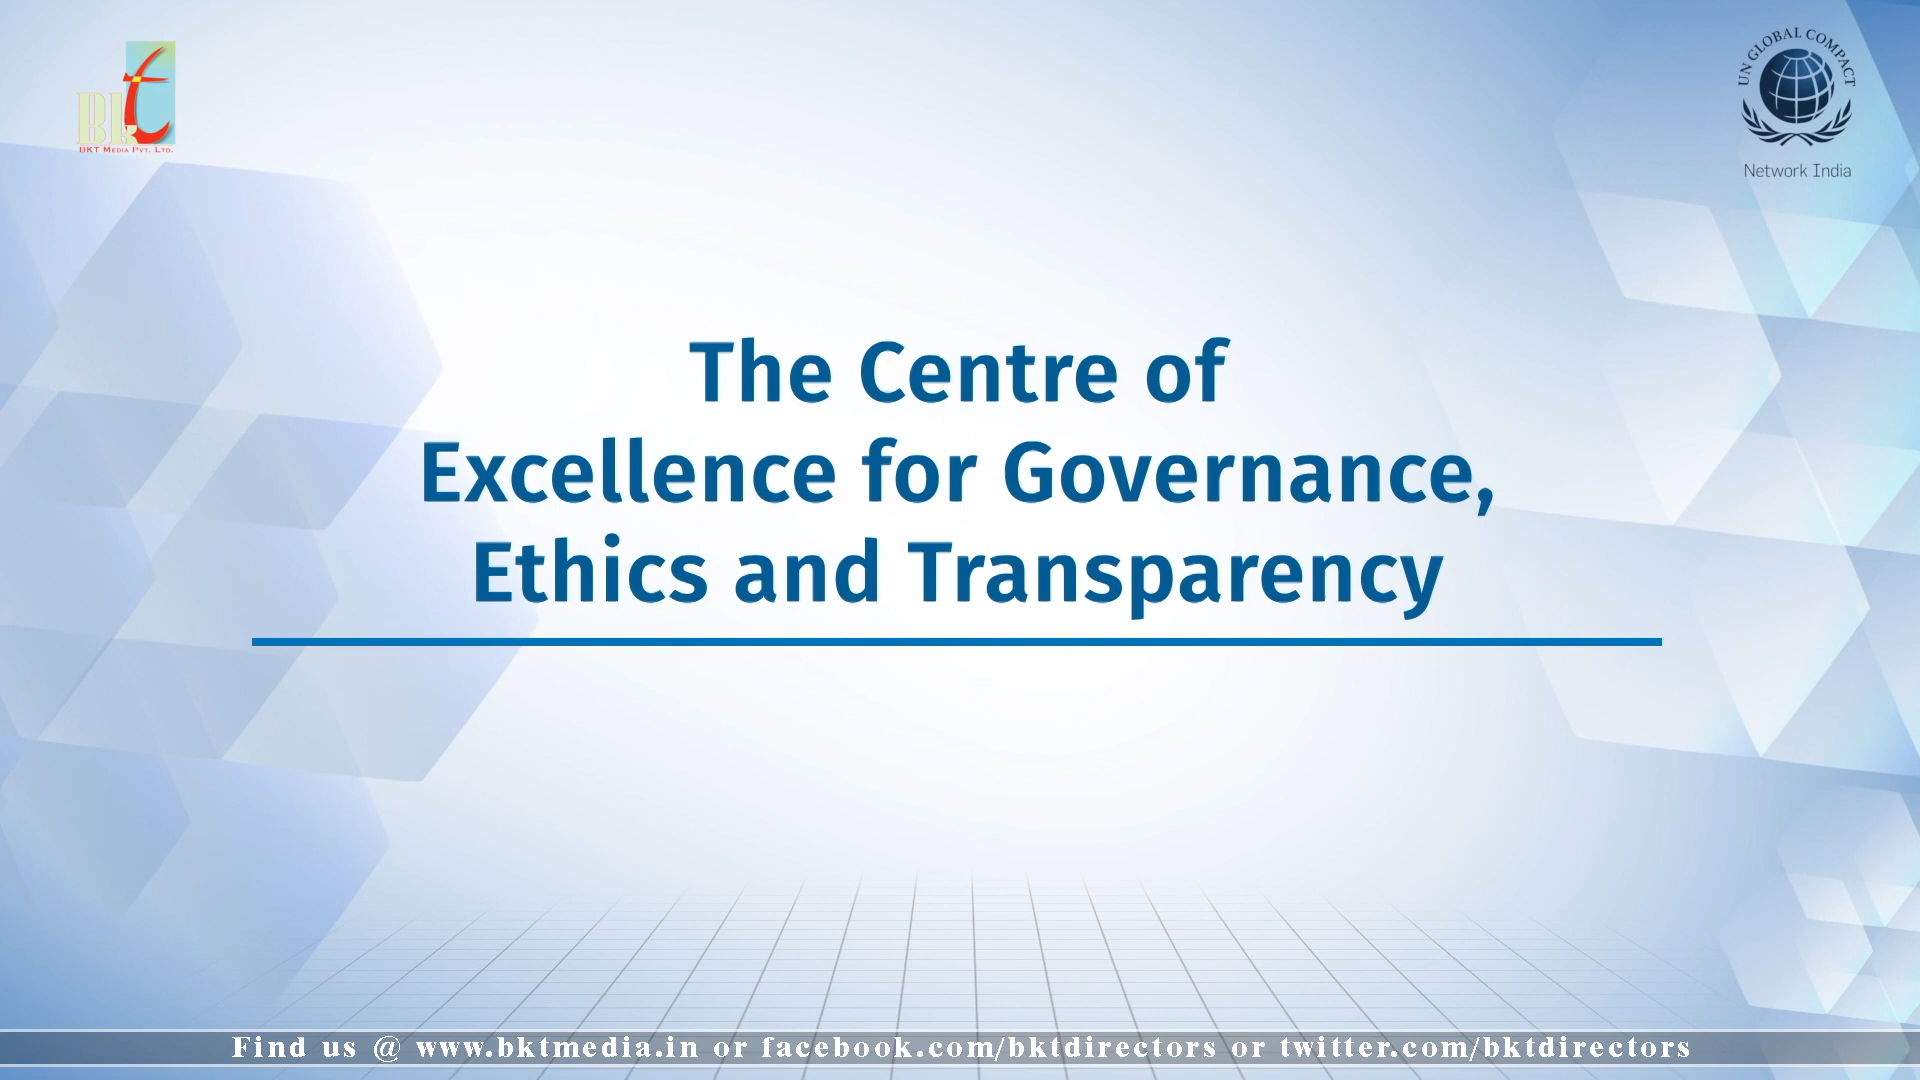 BKt
BKT Media Pvt. Ltd.
UN GLOBAL COMPACT
Network India
The Centre of
Excellence for Governance,
Ethics and Transparency
Find us @ www.bktmedia.in or facebook.com/bktdirectors or twitter.com/bktdirectors